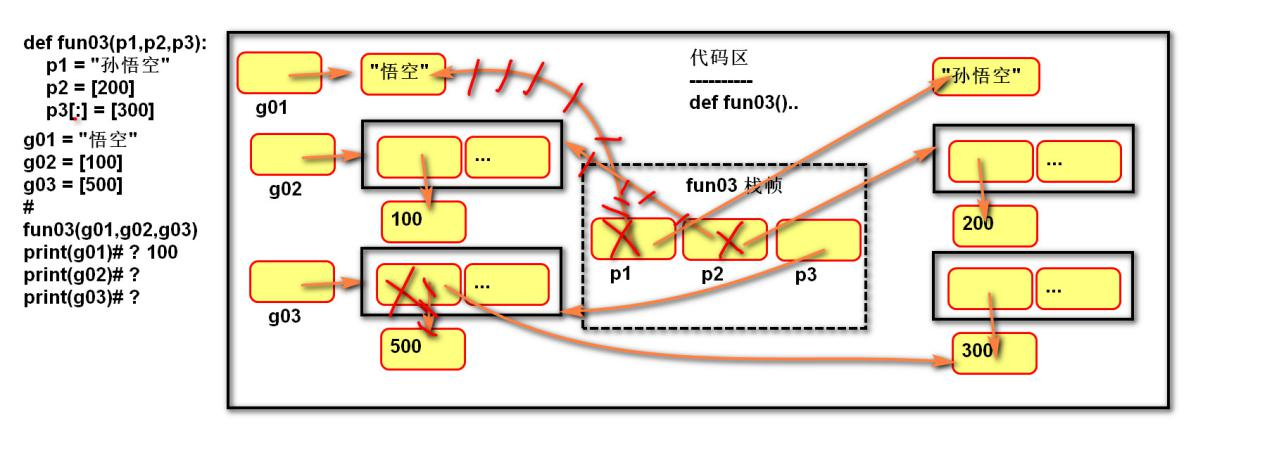 def fun03(p1,p2,p3):
p1 = "孙悟空"
p2 = [200]
p3[:] = [300]
g01 = "悟空"
g02 = [100]
g03 = [500]
#
fun03(g01,g02,g03)
print(g01)# ? 100
print(g02)# ?
print(g03)# ?
g01
"悟空"
代码区
----------
def fun03()..
"孙悟空"
g02
...
100
fun03 栈帧
p1
p2
p3
...
200
g03
...
500
...
300